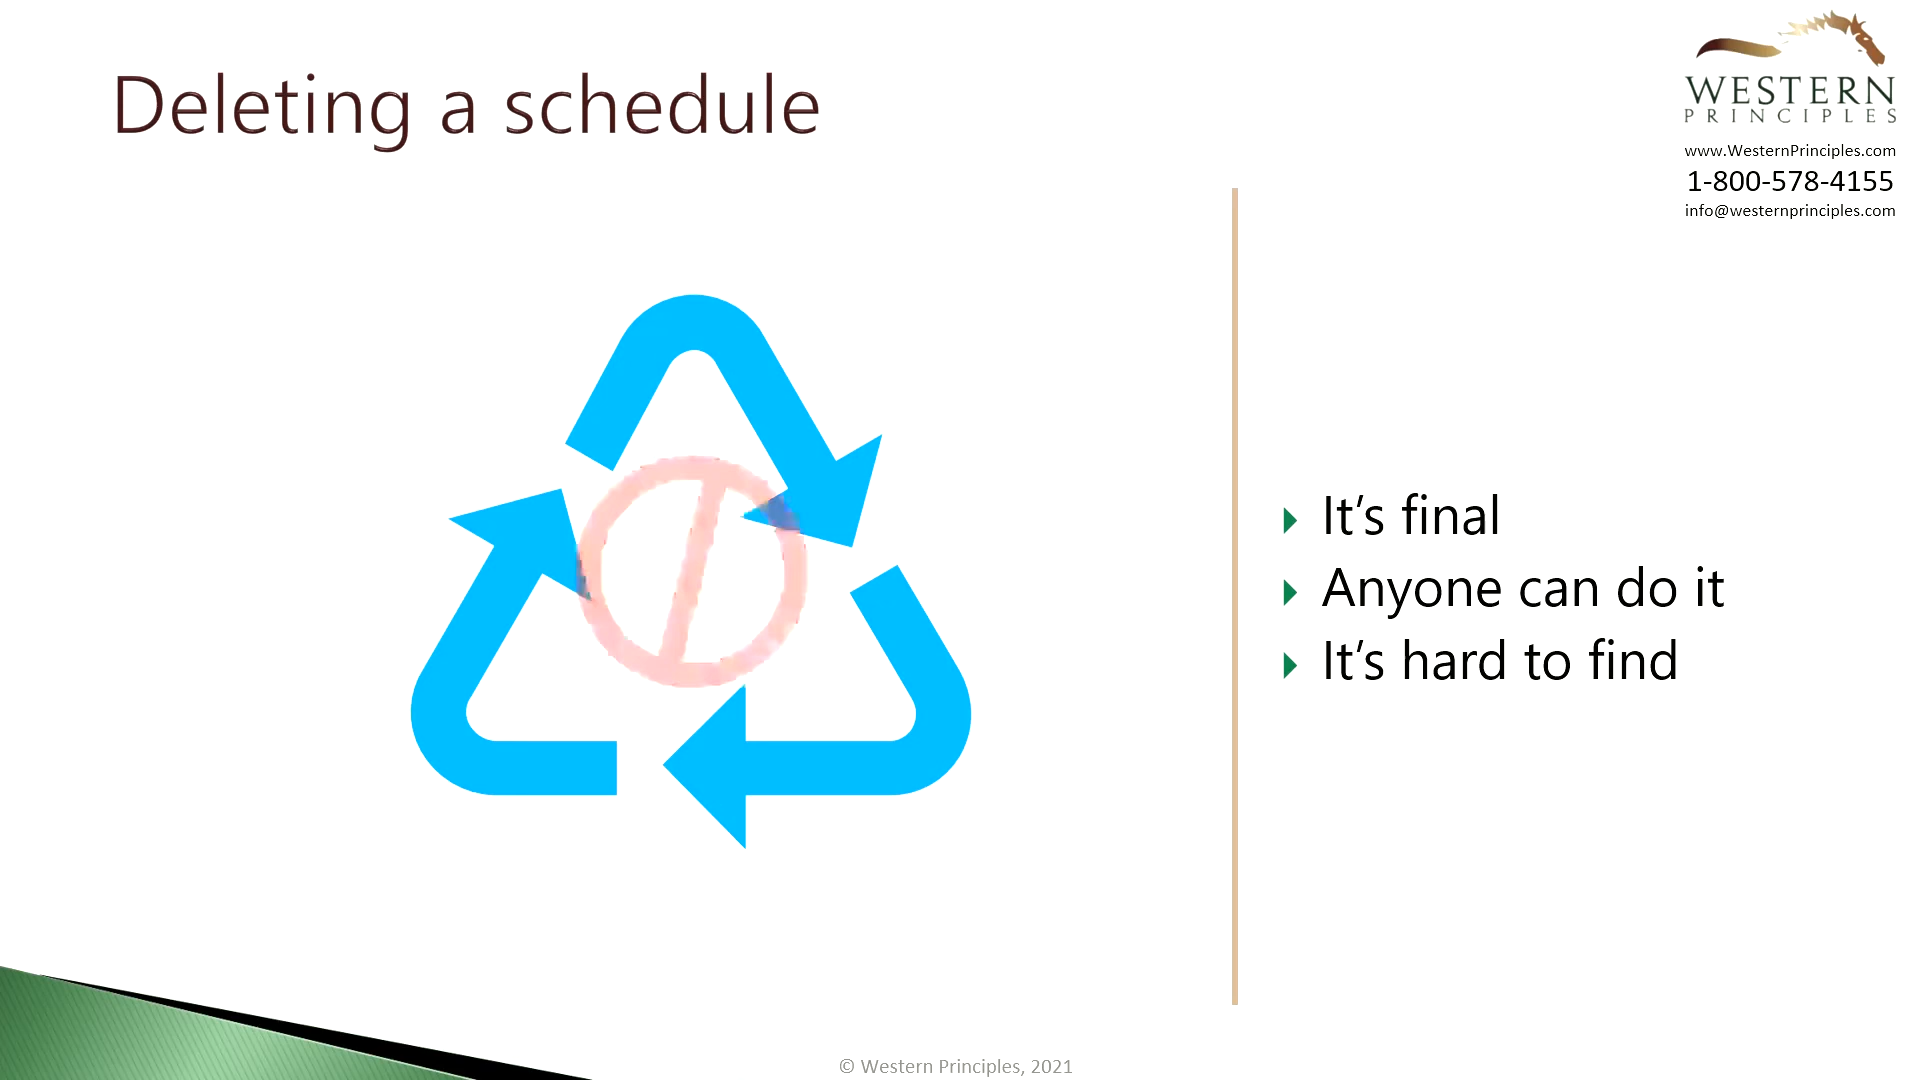 Deleting a schedule
WESTERN
PRINCIPLES
www.WesternPrinciples.com
1-800-578-4155
info@westernprinciples.com
It’s final
Anyone can do it
It’s hard to find
© Western Principles, 2021